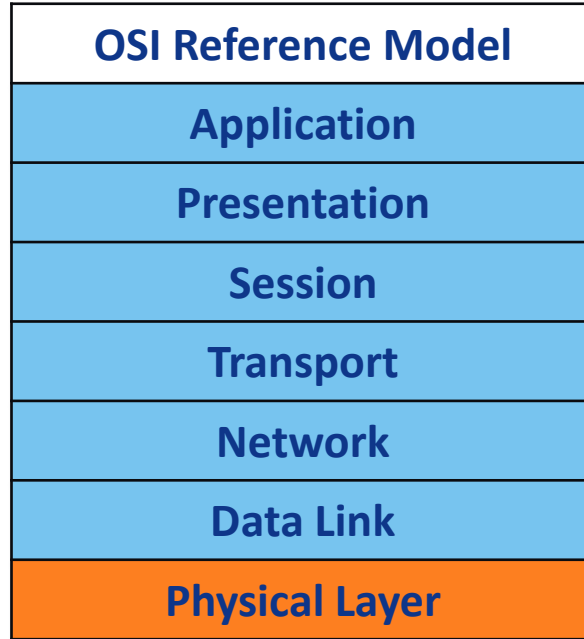 OSI Reference Model
Application
Presentation
Session
Transport
Network
Data Link
Physical Layer